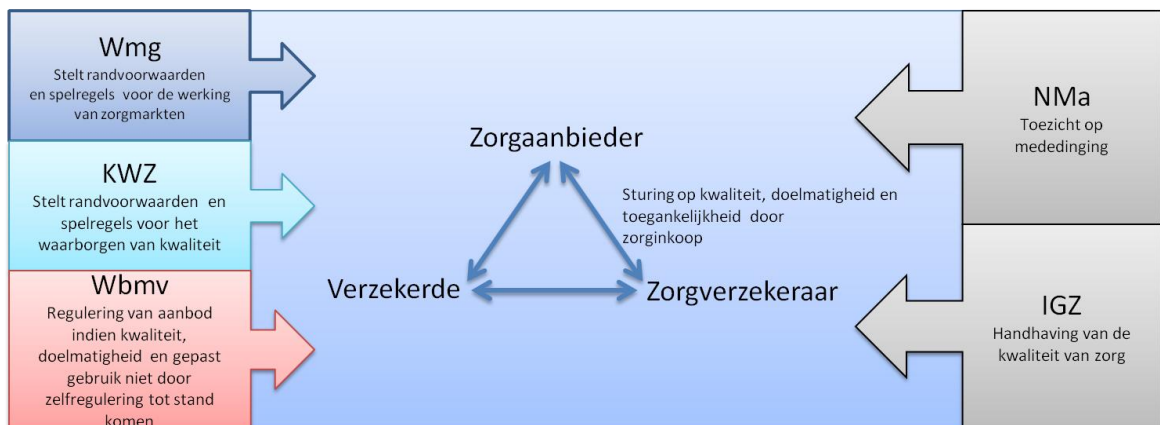 Wmg
Stelt randvoorwaarden
en spelregels voor de werking
van zorgmarkten
KWZ
Stelt randvoorwaarden en
spelregels voor het
waarborgen van kwaliteit
Wbmv
Regulering van aanbod
indien kwaliteit,
doelmatigheid en gepast
gebruik niet door
zelfregulering tot stand
komen
Zorgaanbieder
Sturing op kwaliteit, doelmatigheid en
toegankelijkheid door
zorginkoop
Verzekerde
Zorgverzekeraar
NMa
Toezicht op
mededinging
IGZ
Handhaving van de
kwaliteit van zorg